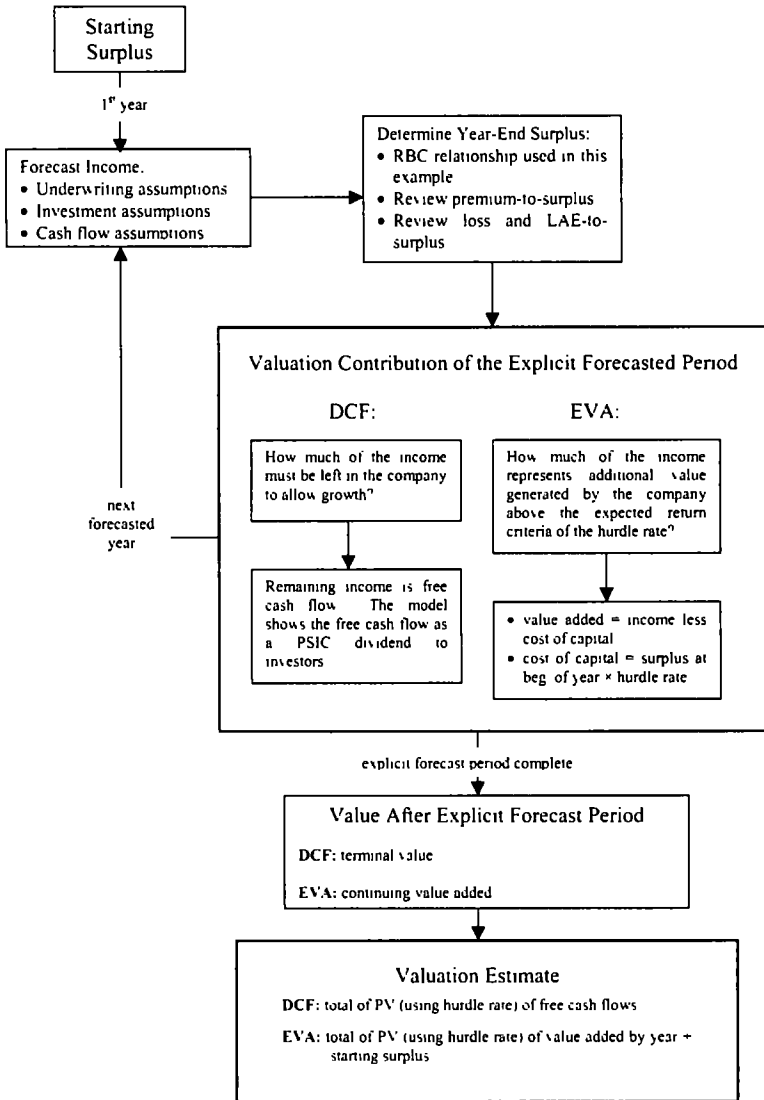 Starting
Surplus
1st year
Forecast Income.
• Underwriting assumptions
• Investment assumptions
• Cash flow assumptions
Determine Year-End Surplus:
• RBC relationship used in this
example
• Review premium-to-surplus
• Review loss and LAE-to-
surplus
Valuation Contribution of the Explicit Forecasted Period
DCF:
How much of the income
must be left in the company
to allow growth?
Remaining income is free
cash flow The model
shows the free cash flow as
a PSIC dividend to
investors
EVA:
How much of the income
represents additional value
generated by the company
above the expected return
criteria of the hurdle rate?
• value added = income less
cost of capital
• cost of capital = surplus at
beg of year × hurdle rate
next
forecasted
year
explicit forecast period complete
Value After Explicit Forecast Period
DCF: terminal value
EVA: continuing value added
Valuation Estimate
DCF: total of PV (using hurdle rate) of free cash flows
EVA: total of PV (using hurdle rate) of value added by year +
starting surplus